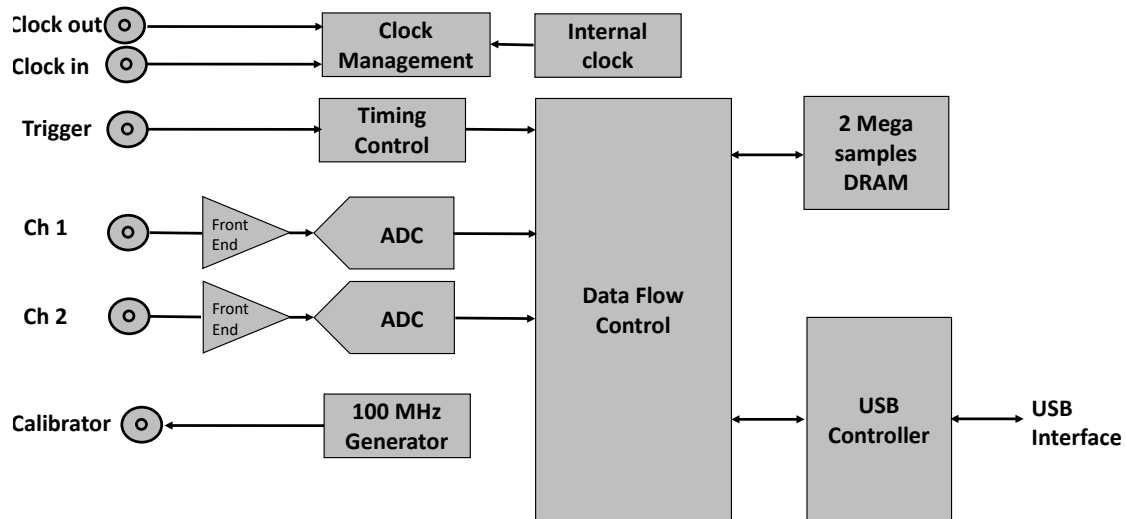 Clock out
Clock in
Clock
Management
Internal
clock
Trigger
Timing
Control
2 Mega
samples
DRAM
Ch 1
Front
End
ADC
Ch 2
Front
End
ADC
Data Flow
Control
Calibrator
100 MHz
Generator
USB
Controller
USB
Interface